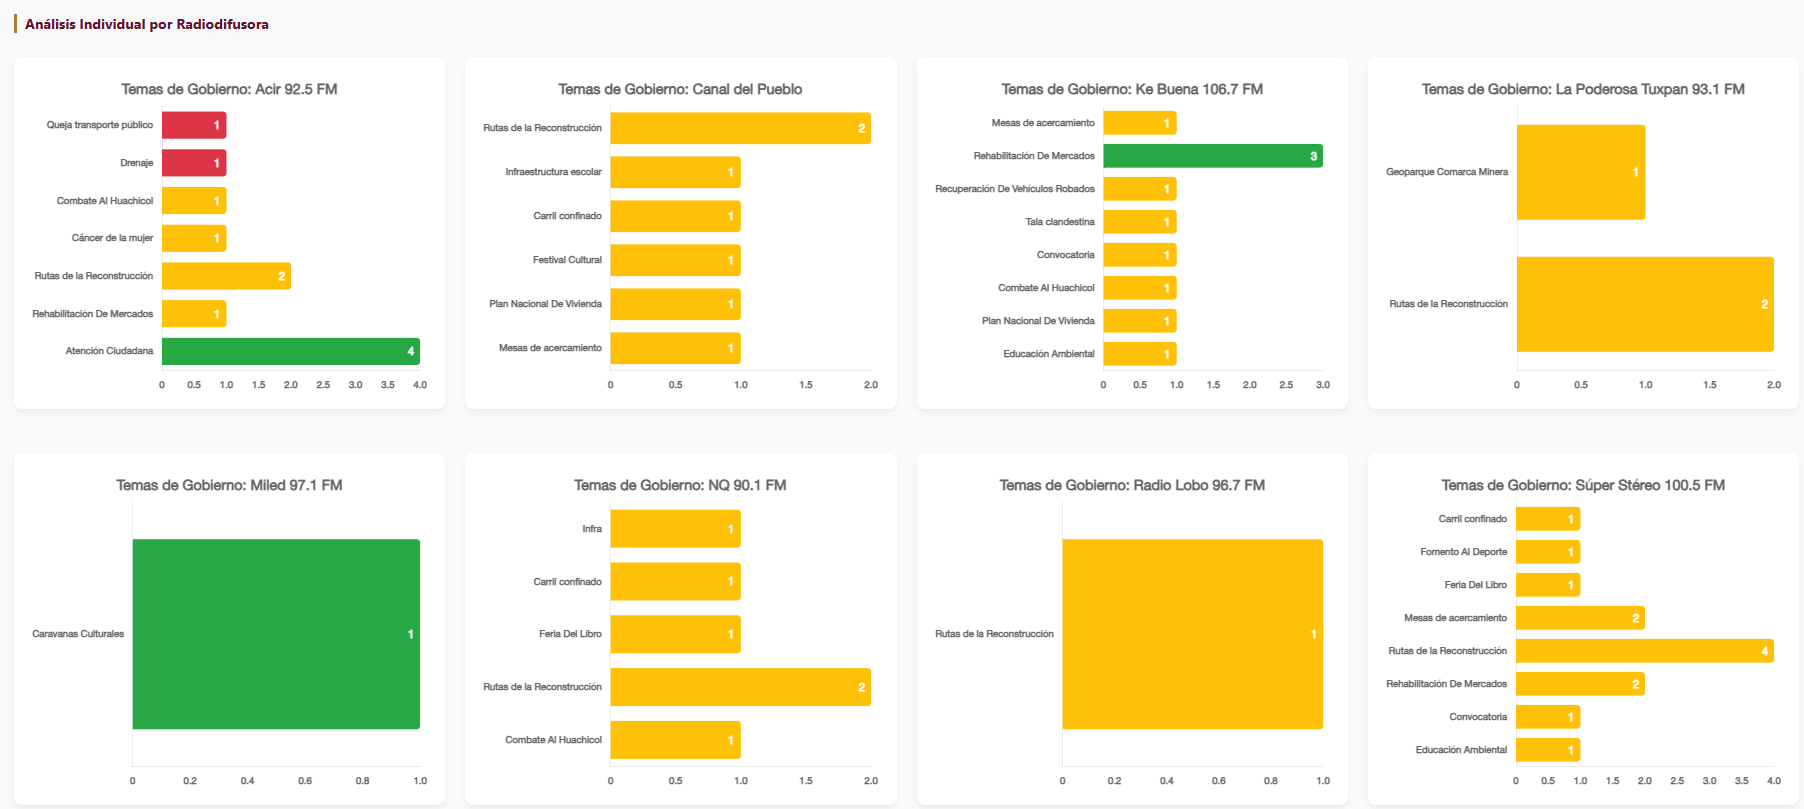 Análisis Individual por Radiodifusora
Temas de Gobierno: Acir 92.5 FM
Queja transporte público 1
Drenaje 1
Combate Al Huachicol 1
Cáncer de la mujer 1
Rutas de la Reconstrucción 2
Rehabilitación De Mercados 1
Atención Ciudadana 4
0 0.5 1.0 1.5 2.0 2.5 3.0 3.5 4.0
Temas de Gobierno: Canal del Pueblo
Rutas de la Reconstrucción 2
Infraestructura escolar 1
Carril confinado 1
Festival Cultural 1
Plan Nacional De Vivienda 1
Mesas de acercamiento 1
0 0.5 1.0 1.5 2.0
Temas de Gobierno: Ke Buena 106.7 FM
Mesas de acercamiento 1
Rehabilitación De Mercados 3
Recuperación De Vehículos Robados 1
Tala clandestina 1
Convocatoria 1
Combate Al Huachicol 1
Plan Nacional De Vivienda 1
Educación Ambiental 1
0 0.5 1.0 1.5 2.0 2.5 3.0
Temas de Gobierno: La Poderosa Tuxpan 93.1 FM
Geoparque Comarca Minera 1
Rutas de la Reconstrucción 2
0 0.5 1.0 1.5 2.0
Temas de Gobierno: Miled 97.1 FM
Caravanas Culturales 1
0 0.2 0.4 0.6 0.8 1.0
Temas de Gobierno: NQ 90.1 FM
Infra 1
Carril confinado 1
Feria Del Libro 1
Rutas de la Reconstrucción 2
Combate Al Huachicol 1
0 0.5 1.0 1.5 2.0
Temas de Gobierno: Radio Lobo 96.7 FM
Rutas de la Reconstrucción 1
0 0.2 0.4 0.6 0.8 1.0
Temas de Gobierno: Súper Stéreo 100.5 FM
Carril confinado 1
Fomento Al Deporte 1
Feria Del Libro 1
Mesas de acercamiento 2
Rutas de la Reconstrucción 4
Rehabilitación De Mercados 2
Convocatoria 1
Educación Ambiental 1
0 0.5 1.0 1.5 2.0 2.5 3.0 3.5 4.0